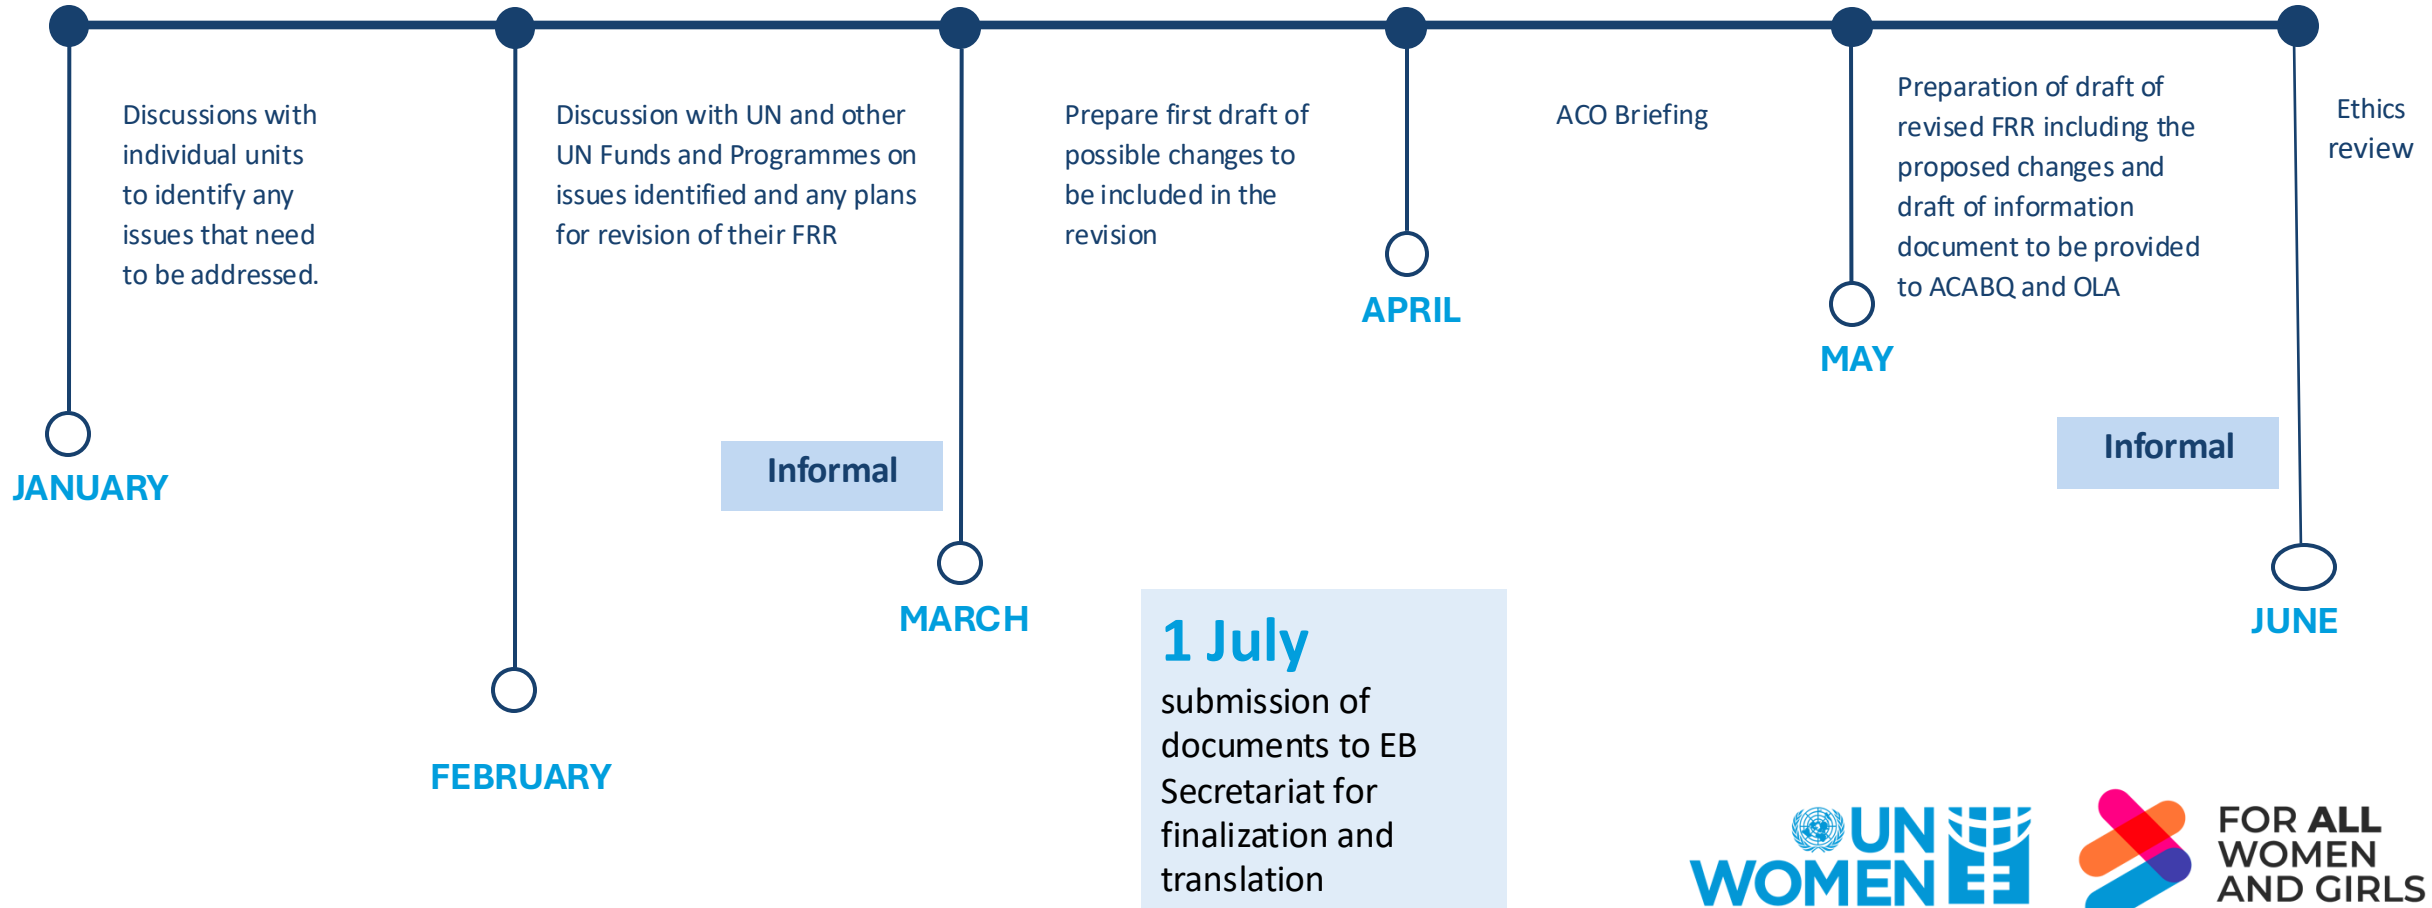 Discussions with
individual units
to identify any
issues that need
to be addressed.
JANUARY
Discussion with UN and other
UN Funds and Programmes on
issues identified and any plans
for revision of their FRR
FEBRUARY
Informal
Prepare first draft of
possible changes to
be included in the
revision
MARCH
ACO Briefing
APRIL
Preparation of draft of
revised FRR including the
proposed changes and
draft of information
document to be provided
to ACABQ and OLA
MAY
Informal
Ethics
review
JUNE
1 July
submission of
documents to EB
Secretariat for
finalization and
translation
UN
WOMEN
FOR ALL
WOMEN
AND GIRLS